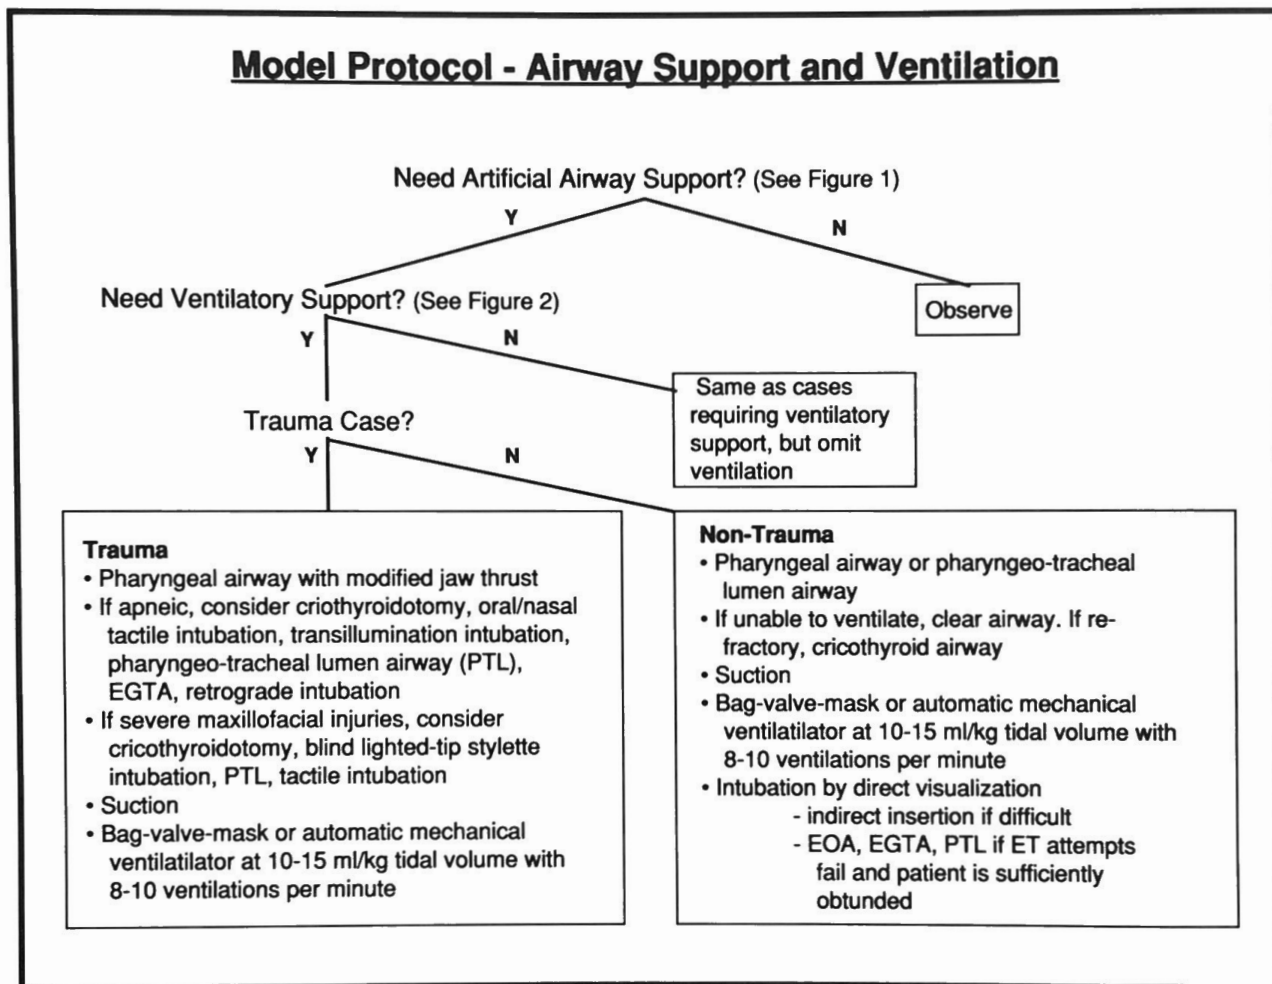 Model Protocol - Airway Support and Ventilation
Need Artificial Airway Support? (See Figure 1)
Y
N
Need Ventilatory Support? (See Figure 2)
Observe
Y
N
Same as cases
requiring ventilatory
support, but omit
ventilation
Trauma Case?
Y
N
Trauma
• Pharyngeal airway with modified jaw thrust
• If apneic, consider criothyroidotomy, oral/nasal
tactile intubation, transillumination intubation,
pharyngeo-tracheal lumen airway (PTL),
EGTA, retrograde intubation
• If severe maxillofacial injuries, consider
cricothyroidotomy, blind lighted-tip stylette
intubation, PTL, tactile intubation
• Suction
• Bag-valve-mask or automatic mechanical
ventilatilator at 10-15 ml/kg tidal volume with
8-10 ventilations per minute
Non-Trauma
• Pharyngeal airway or pharyngeo-tracheal
lumen airway
• If unable to ventilate, clear airway. If re-
fractory, cricothyroid airway
• Suction
• Bag-valve-mask or automatic mechanical
ventilatilator at 10-15 ml/kg tidal volume with
8-10 ventilations per minute
• Intubation by direct visualization
- indirect insertion if difficult
- EOA, EGTA, PTL if ET attempts
fail and patient is sufficiently
obtunded